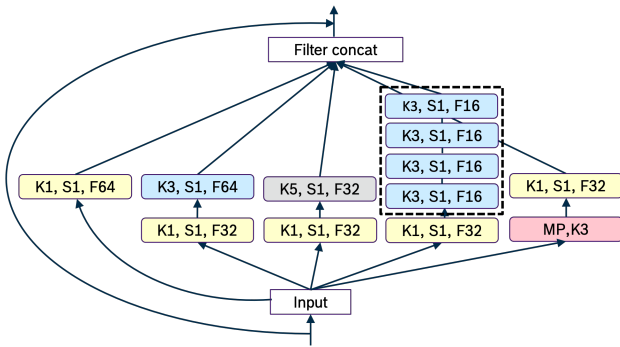 Filter concat
K3, S1, F16
K3, S1, F16
K3, S1, F16
K1, S1, F64
K3, S1, F64
K5, S1, F32
K3, S1, F16
K1, S1, F32
K1, S1, F32
K1, S1, F32
K1, S1, F32
MP,K3
Input